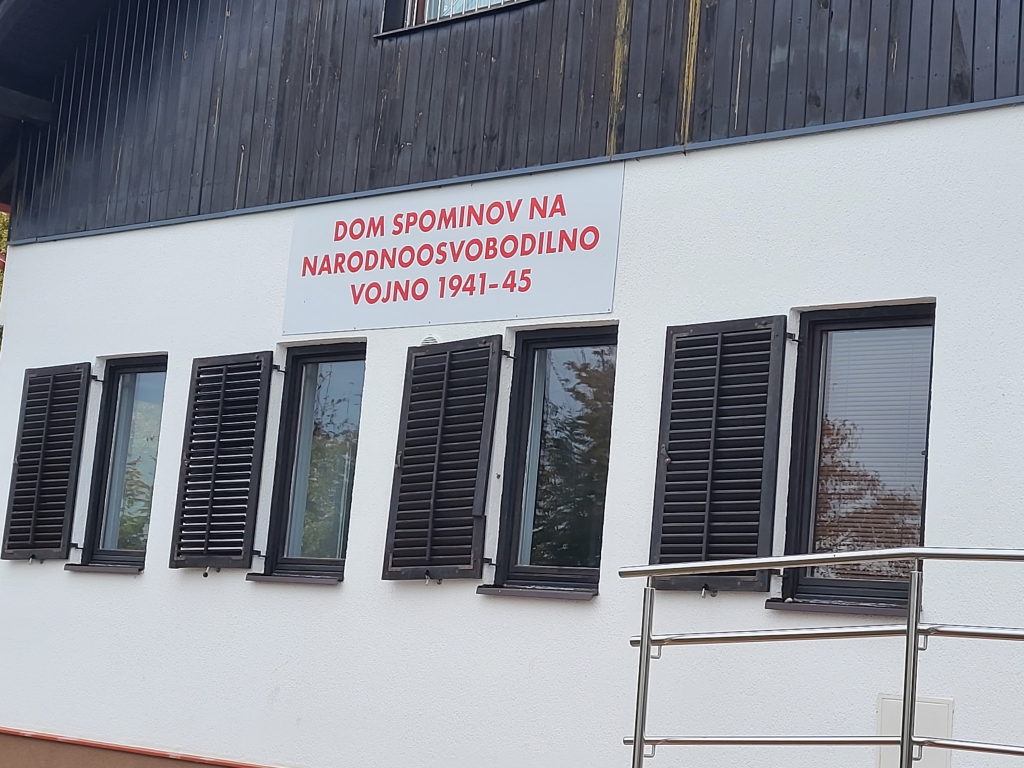 DOM SPOMINOV NA
NARODNOOSVOBODILNO
VOJNO 1941-45